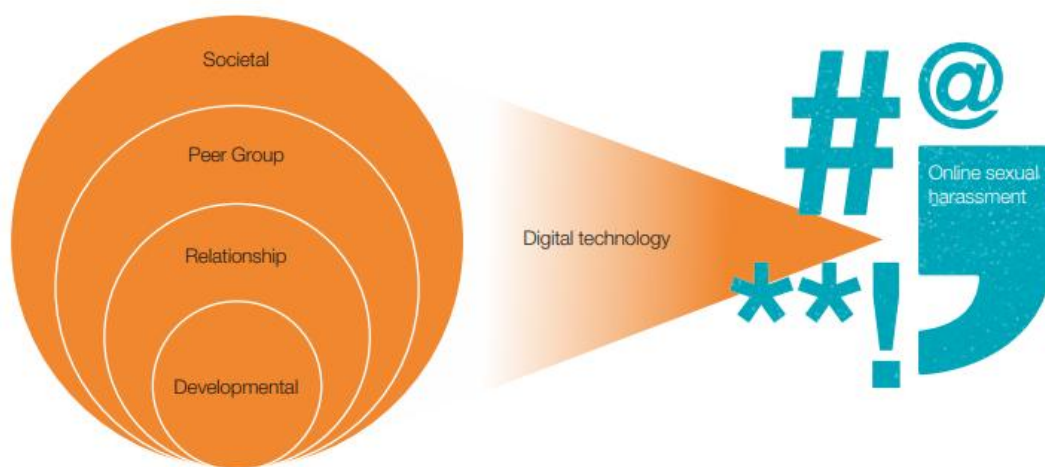 Societal
Peer Group
Relationship
Developmental
Digital technology
#@
**!
Online sexual
harassment